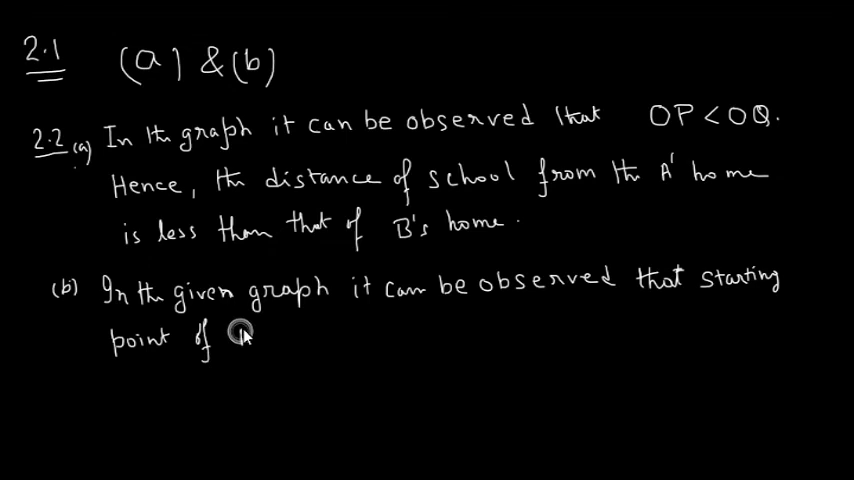 2.1 (a) & (b)
2.2 (a) In the graph it can be observed that OP < OQ.
Hence, the distance of school from the A' home
is less than that of B's home.
(b) In the given graph it can be observed that starting
point of